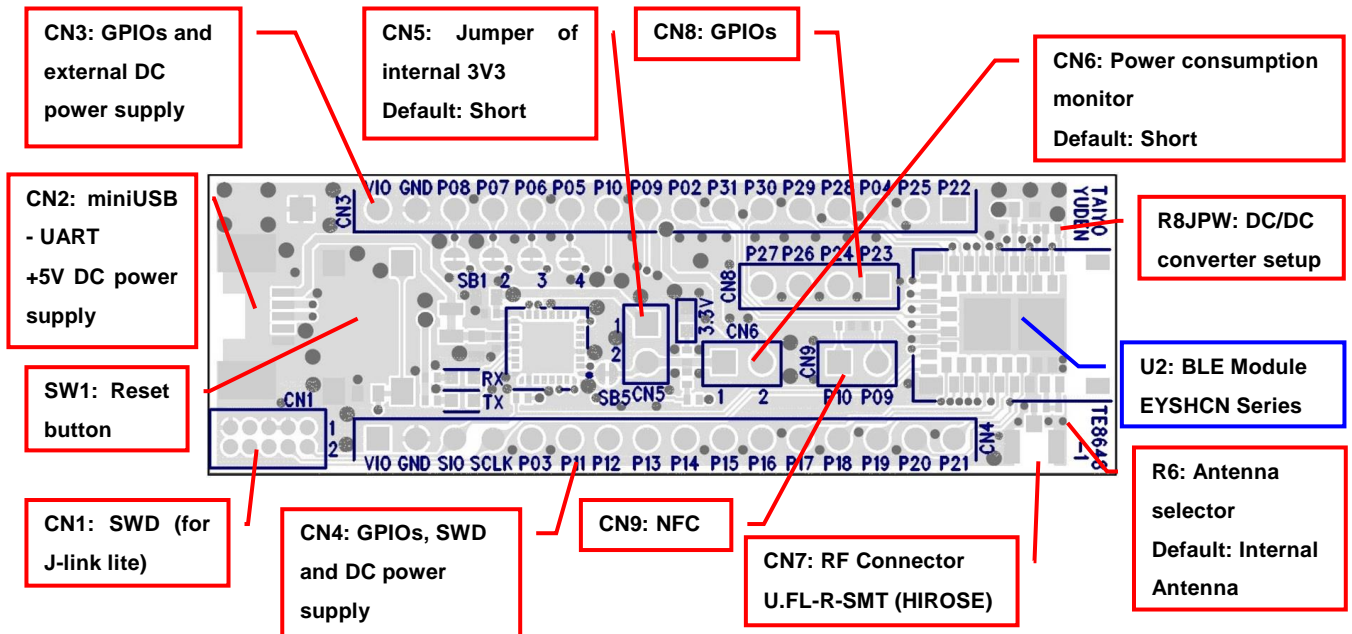 CN3: GPIOs and
external DC
power supply
CN5: Jumper of
internal 3V3
Default: Short
CN8: GPIOs
CN6: Power consumption
monitor
Default: Short
CN2: miniUSB
- UART
+5V DC power
supply
SW1: Reset
button
R8JPW: DC/DC
converter setup
U2: BLE Module
EYSHCN Series
CN1: SWD (for
J-link lite)
CN4: GPIOs, SWD
and DC power
supply
CN9: NFC
CN7: RF Connector
U.FL-R-SMT (HIROSE)
R6: Antenna
selector
Default: Internal
Antenna
VIO GND P08 P07 P06 P05 P10 P09 P02 P31 P30 P29 P28 P04 P25 P22
CN3
TAIYO
YUDEN
P27 P26 P24 P23
CN8
SB1 2 3 4
3.3V
1
2
CN5
SB5
CN6
1 2
CN9
P10 P09
RX
TX
CN1
1
2
VIO GND SIO SCLK P03 P11 P12 P13 P14 P15 P16 P17 P18 P19 P20 P21
CN4
-1